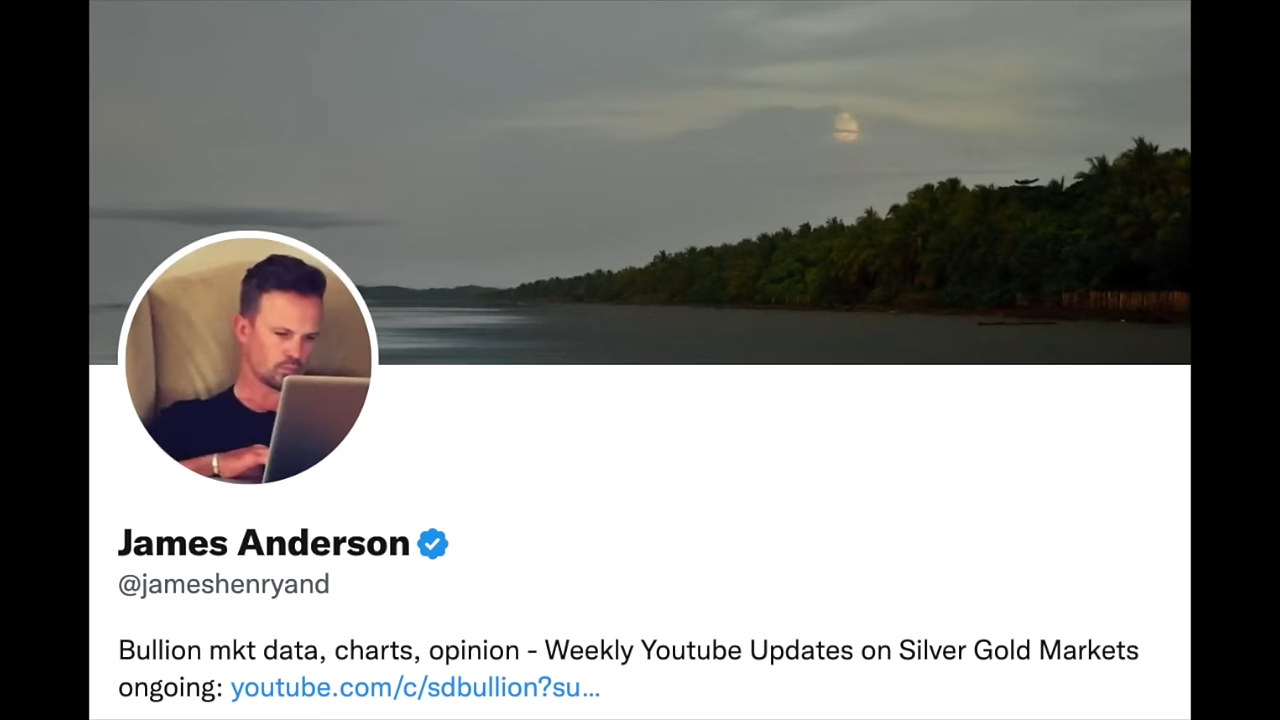 James Anderson
@jameshenryand
Bullion mkt data, charts, opinion - Weekly Youtube Updates on Silver Gold Markets
ongoing: youtube.com/c/sdbullion?su...